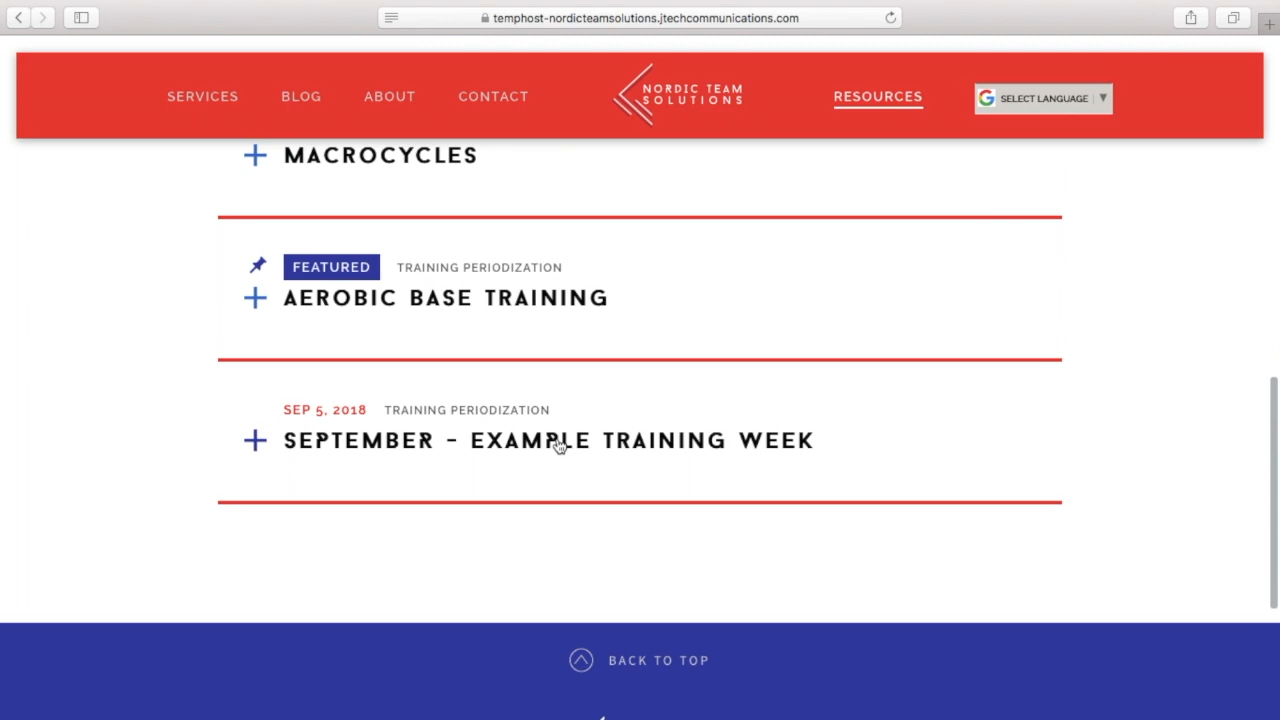 temphost-nordicteamsolutions.jtechcommunications.com
SERVICES BLOG ABOUT CONTACT NORDIC TEAM SOLUTIONS RESOURCES SELECT LANGUAGE
MACROCYCLES
FEATURED TRAINING PERIODIZATION
AEROBIC BASE TRAINING
SEP 5, 2018 TRAINING PERIODIZATION
SEPTEMBER - EXAMPLE TRAINING WEEK
BACK TO TOP